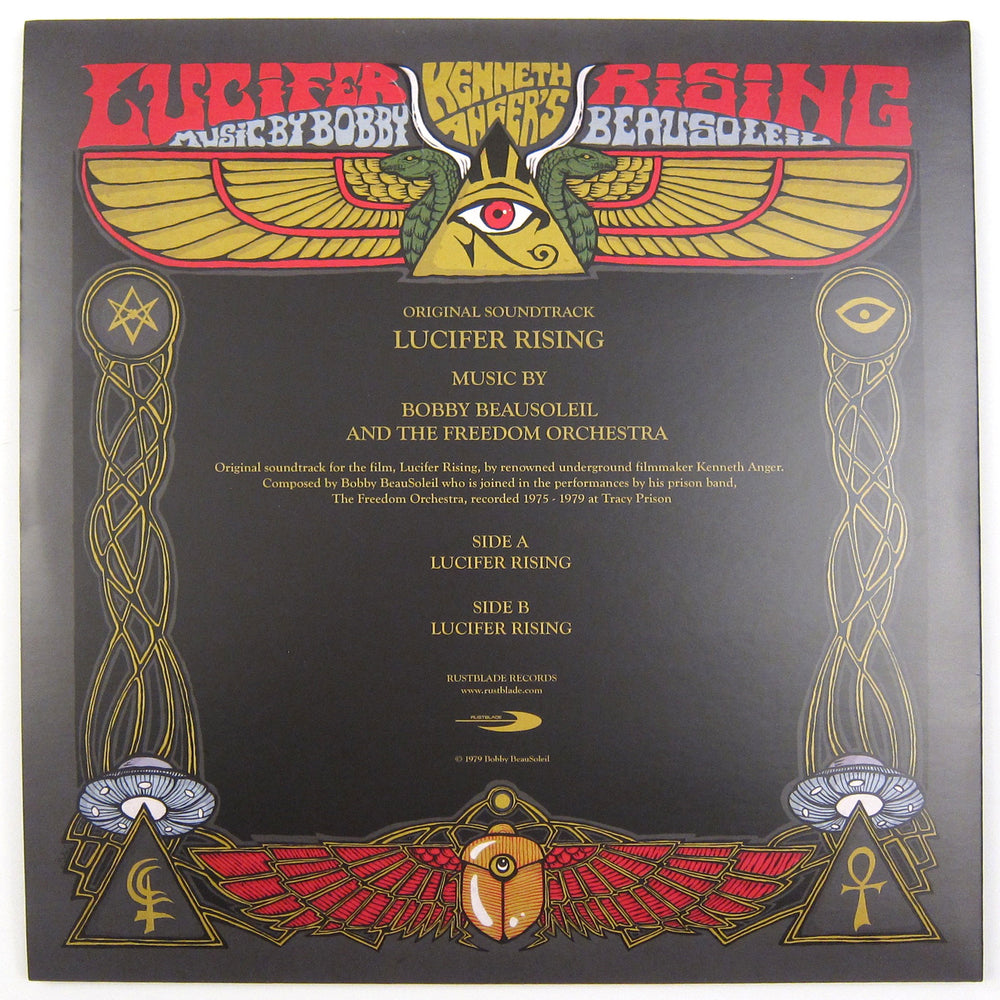 LUCIFER KENNETH ANGER'S RISING
MUSIC BY BOBBY BEAUSOLEIL
ORIGINAL SOUNDTRACK
LUCIFER RISING
MUSIC BY
BOBBY BEAUSOLEIL
AND THE FREEDOM ORCHESTRA
Original soundtrack for the film, Lucifer Rising, by renowned underground filmmaker Kenneth Anger.
Composed by Bobby BeauSoleil who is joined in the performances by his prison band,
The Freedom Orchestra, recorded 1975 - 1979 at Tracy Prison
SIDE A
LUCIFER RISING
SIDE B
LUCIFER RISING
RUSTBLADE RECORDS
www.rustblade.com
RUSTBLADE
© 1979 Bobby BeauSoleil